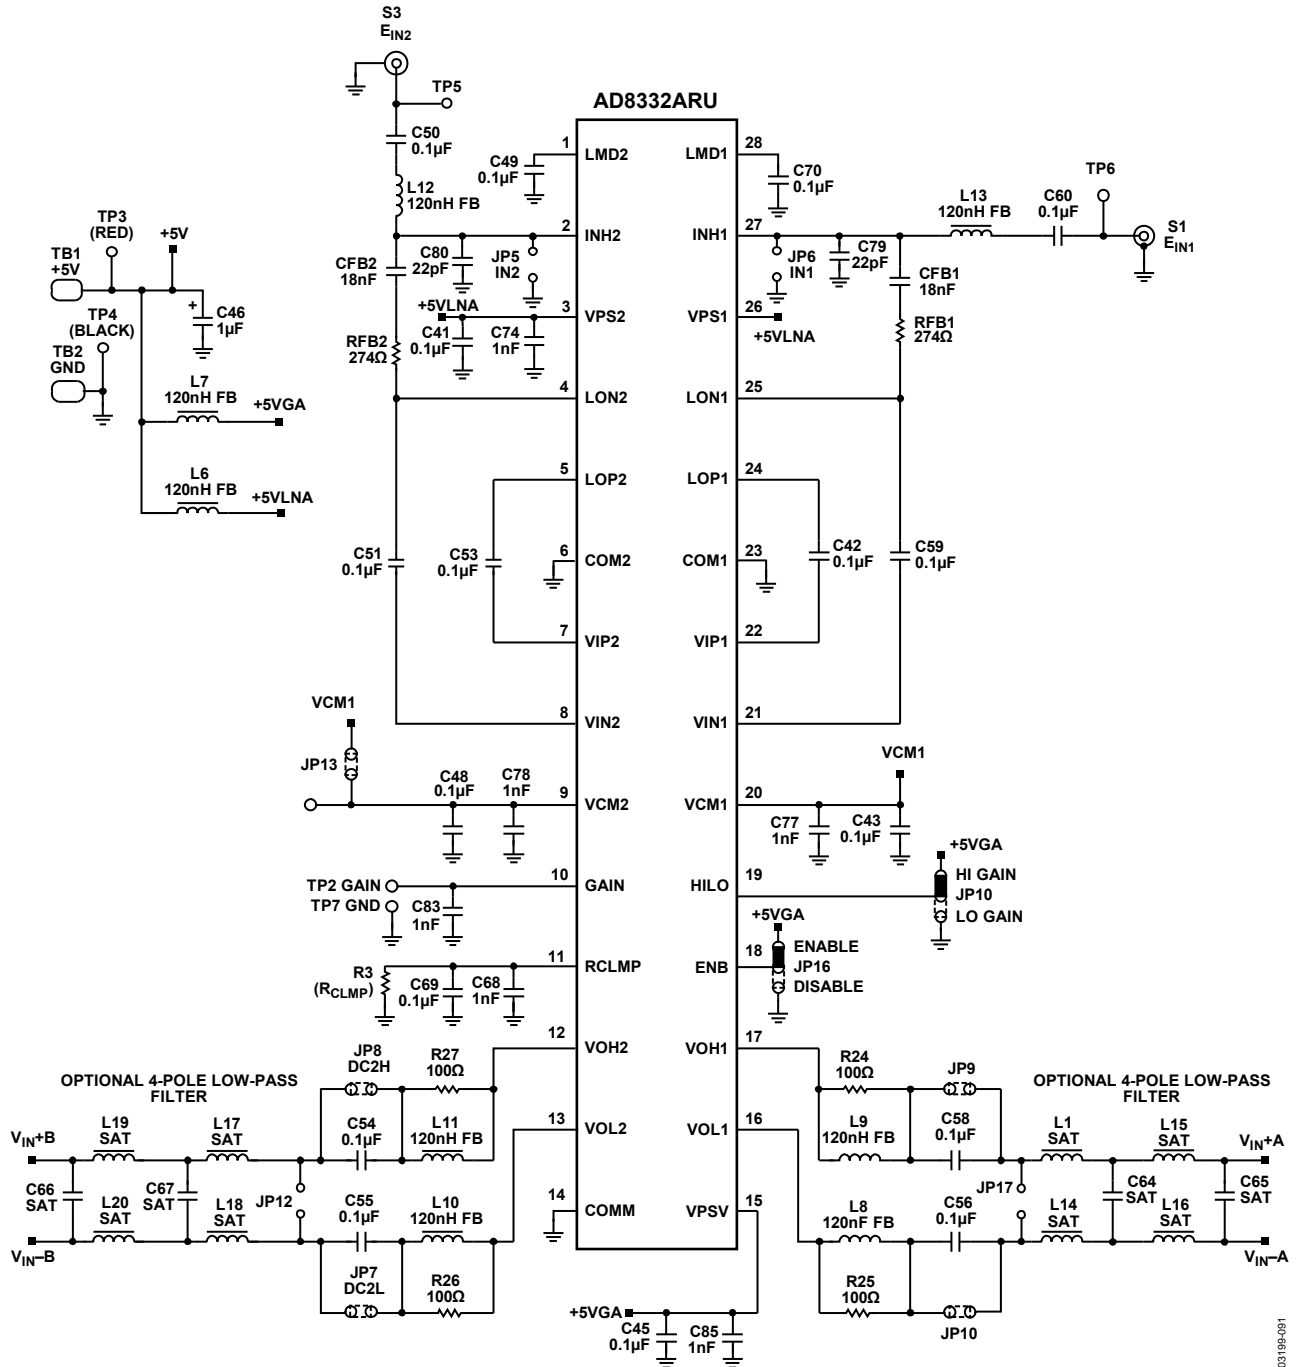 S3
EIN2
TP5
C50
0.1µF
L12
120nH FB
AD8332ARU
1
LMD2
C49
0.1µF
28
LMD1
C70
0.1µF
TP6
L13
120nH FB
C60
0.1µF
S1
EIN1
TP3
(RED)
+5V
TB1
+5V
TP4
(BLACK)
+
C46
1µF
TB2
GND
L7
120nH FB
+5VGA
L6
120nH FB
+5VLNA
2
INH2
CFB2
18nF
C80
22pF
JP5
IN2
INH1
27
JP6
IN1
C79
22pF
CFB1
18nF
+5VLNA
3
VPS2
C41
0.1µF
C74
1nF
RFB2
274Ω
VPS1
26
+5VLNA
RFB1
274Ω
4
LON2
LON1
25
5
LOP2
LOP1
24
C51
0.1µF
C53
0.1µF
6
COM2
COM1
23
C42
0.1µF
C59
0.1µF
7
VIP2
VIP1
22
8
VIN2
VIN1
21
VCM1
JP13
C48
0.1µF
C78
1nF
9
VCM2
VCM1
20
VCM1
C77
1nF
C43
0.1µF
TP2 GAIN
TP7 GND
C83
1nF
10
GAIN
HILO
19
+5VGA
HI GAIN
JP10
LO GAIN
R3
(RCLMP)
C69
0.1µF
C68
1nF
11
RCLMP
ENB
18
+5VGA
ENABLE
JP16
DISABLE
12
VOH2
VOH1
17
OPTIONAL 4-POLE LOW-PASS
FILTER
JP8
DC2H
R27
100Ω
R24
100Ω
JP9
OPTIONAL 4-POLE LOW-PASS
FILTER
VIN+B
L19
SAT
L17
SAT
C54
0.1µF
L11
120nH FB
13
VOL2
VOL1
16
L9
120nH FB
C58
0.1µF
L1
SAT
L15
SAT
VIN+A
C66
SAT
C67
SAT
JP12
JP17
C64
SAT
C65
SAT
VIN–B
L20
SAT
L18
SAT
C55
0.1µF
L10
120nH FB
14
COMM
VPSV
15
L8
120nF FB
C56
0.1µF
L14
SAT
L16
SAT
VIN–A
JP7
DC2L
R26
100Ω
R25
100Ω
JP10
+5VGA
C45
0.1µF
C85
1nF
03199-091